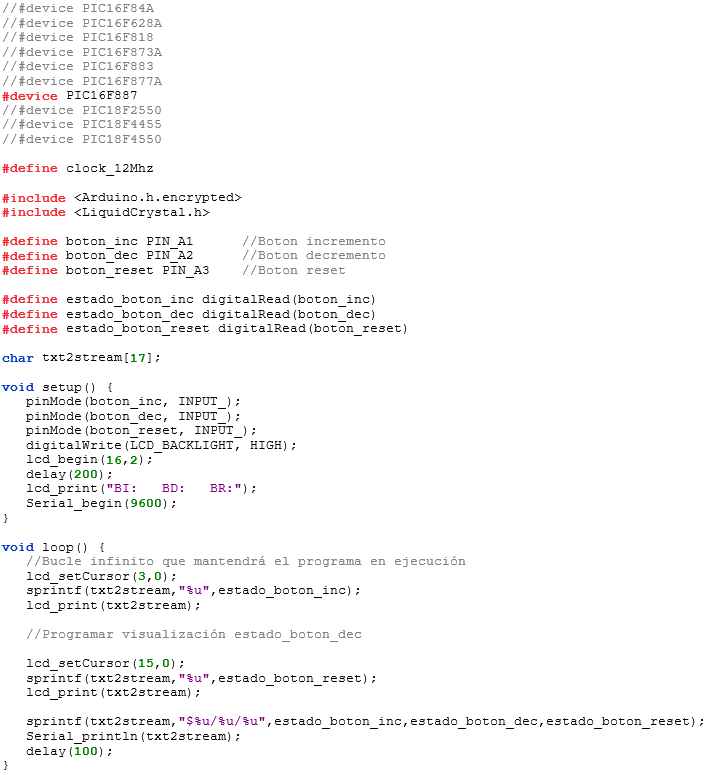 //#device PIC16F84A
//#device PIC16F628A
//#device PIC16F818
//#device PIC16F873A
//#device PIC16F883
//#device PIC16F877A
#device PIC16F887
//#device PIC18F2550
//#device PIC18F4455
//#device PIC18F4550
#define clock_12Mhz
#include <Arduino.h.encrypted>
#include <LiquidCrystal.h>
#define boton_inc PIN_A1      //Boton incremento
#define boton_dec PIN_A2      //Boton decremento
#define boton_reset PIN_A3    //Boton reset
#define estado_boton_inc digitalRead(boton_inc)
#define estado_boton_dec digitalRead(boton_dec)
#define estado_boton_reset digitalRead(boton_reset)
char txt2stream[17];
void setup() {
   pinMode(boton_inc, INPUT_);
   pinMode(boton_dec, INPUT_);
   pinMode(boton_reset, INPUT_);
   digitalWrite(LCD_BACKLIGHT, HIGH);
   lcd_begin(16,2);
   delay(200);
   lcd_print("BI:   BD:   BR:");
   Serial_begin(9600);
}
void loop() {
   //Bucle infinito que mantendrá el programa en ejecución
   lcd_setCursor(3,0);
   sprintf(txt2stream,"%u",estado_boton_inc);
   lcd_print(txt2stream);
   //Programar visualización estado_boton_dec
   lcd_setCursor(15,0);
   sprintf(txt2stream,"%u",estado_boton_reset);
   lcd_print(txt2stream);
   sprintf(txt2stream,"$%u/%u/%u",estado_boton_inc,estado_boton_dec,estado_boton_reset);
   Serial_println(txt2stream);
   delay(100);
}